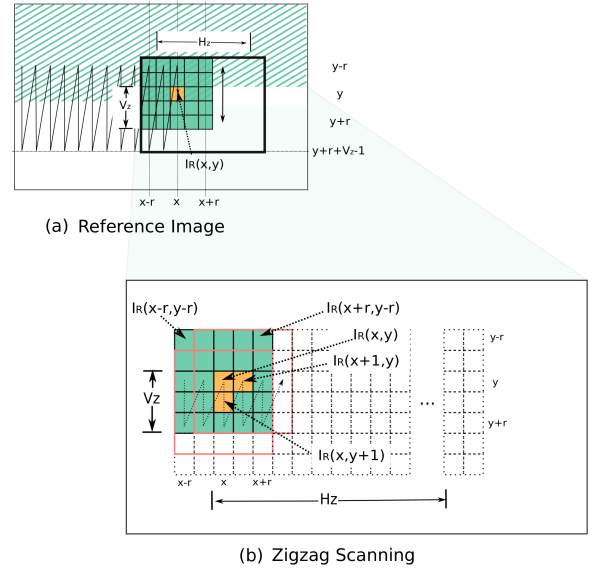 Hz
y-r
y
Vz
y+r
y+r+Vz-1
IR(x,y)
x-r
x
x+r
(a) Reference Image
IR(x-r,y-r)
IR(x+r,y-r)
IR(x,y)
IR(x+1,y)
y-r
y
Vz
...
y+r
IR(x,y+1)
x-r
x
x+r
Hz
(b) Zigzag Scanning